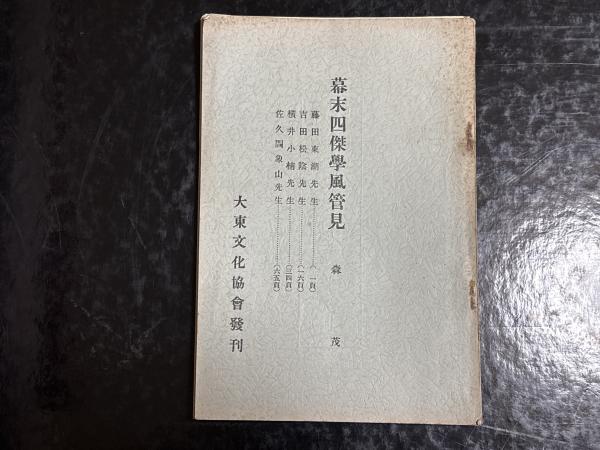 幕末四傑學風管見
森茂
藤田東湖先生…………(一頁)
吉田松陰先生…………(一六頁)
橫井小楠先生…………(三四頁)
佐久間象山先生…………(六五頁)
大東文化協會發刊